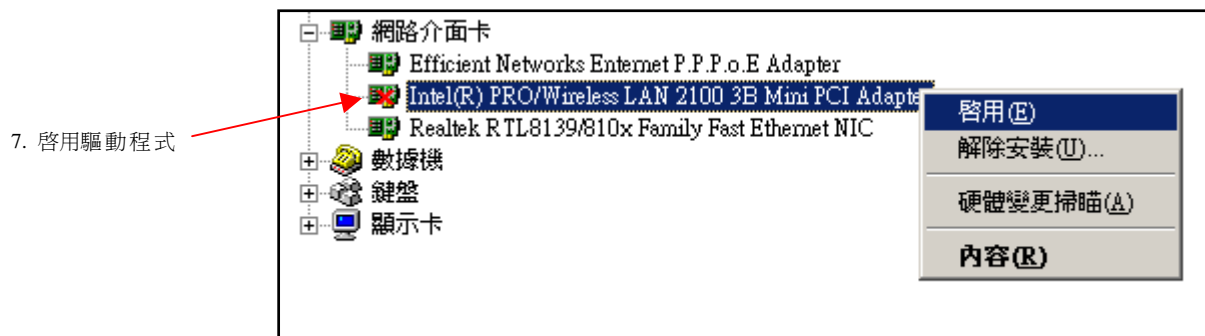 網路介面卡
Efficient Networks Enternet P.P.P.o.E Adapter
Intel(R) PRO/Wireless LAN 2100 3B Mini PCI Adapte
Realtek RTL8139/810x Family Fast Ethernet NIC
數據機
鍵盤
顯示卡
啓用(E)
解除安裝(U)...
硬體變更掃瞄(A)
內容(R)
7. 啓用驅動程式